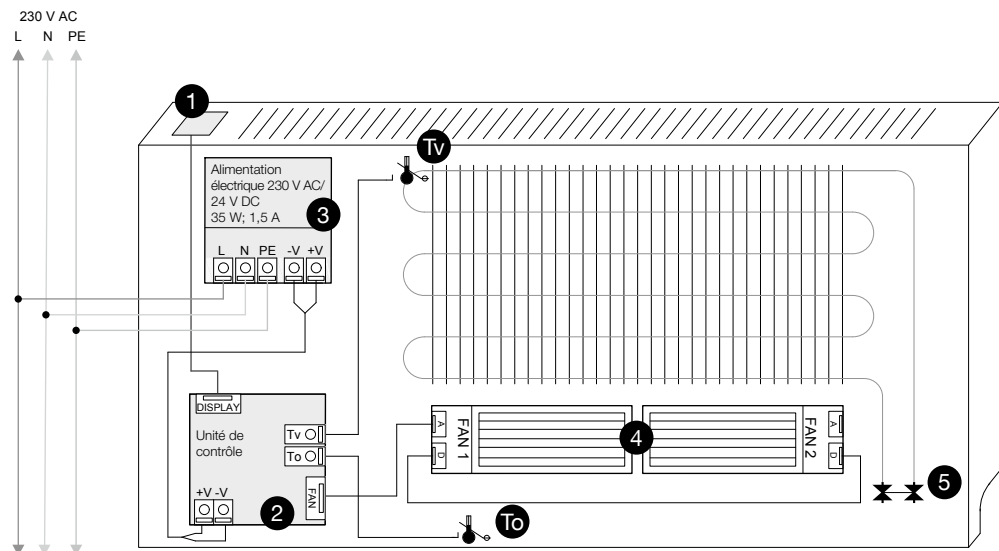 230 V AC
L N PE
1
Tv
Alimentation
électrique 230 V AC/
24 V DC
35 W; 1,5 A
3
L N PE -V +V
DISPLAY
Unité de
contrôle
Tv
To
FAN
+V -V
2
A
D
FAN 1
4
FAN 2
A
D
5
To